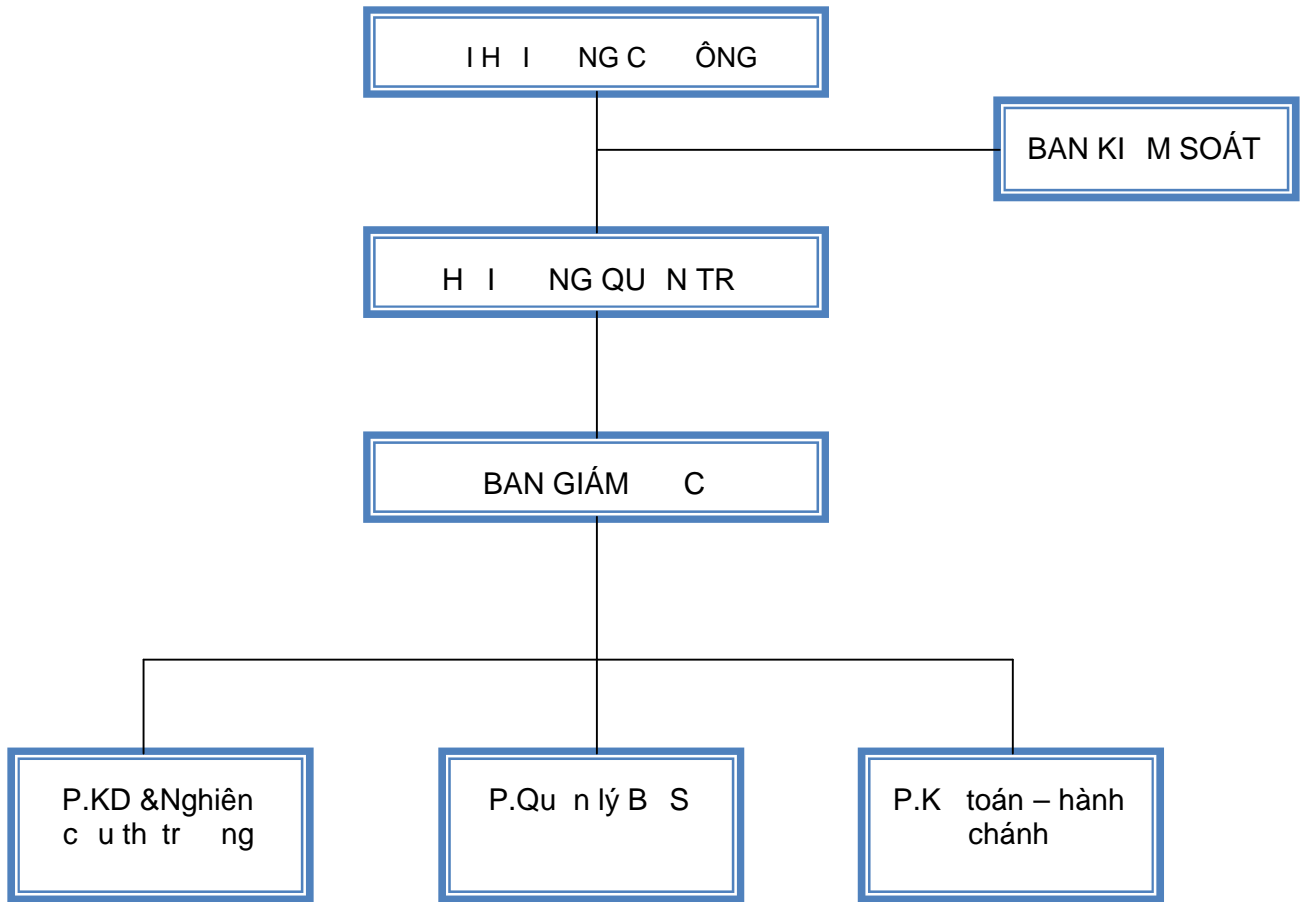 I H I NG C ÔNG
BAN KI M SOÁT
H I NG QU N TR
BAN GIÁM C
P.KD &Nghiên
c u th tr ng
P.Qu n lý B S
P.K toán – hành
chánh